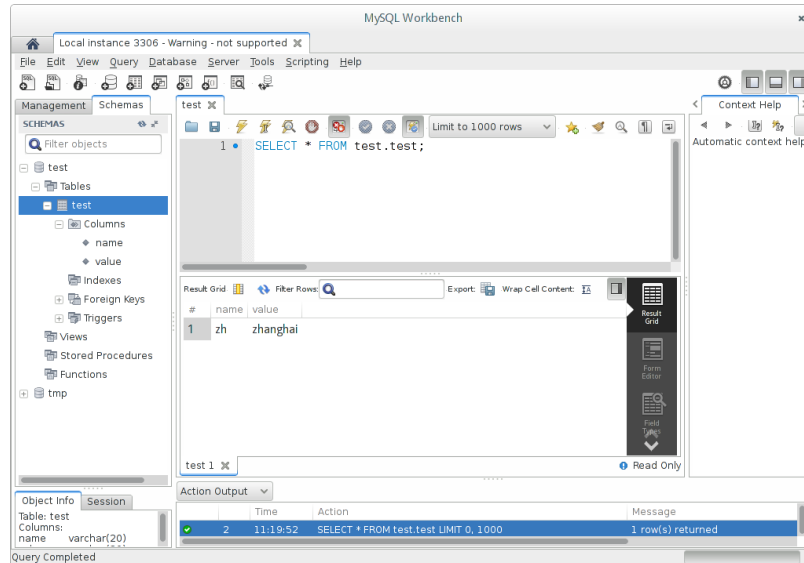 MySQL Workbench
Local instance 3306 - Warning - not supported
File Edit View Query Database Server Tools Scripting Help
Management Schemas
SCHEMAS
Filter objects
test
Tables
test
Columns
name
value
Indexes
Foreign Keys
Triggers
Views
Stored Procedures
Functions
tmp
test
Limit to 1000 rows
1 SELECT * FROM test.test;
Result Grid Filter Rows: Export: Wrap Cell Content:
# name value
1 zh zhanghai
Result Grid
Form Editor
Field Types
test 1 Read Only
Context Help
Automatic context help
Object Info Session
Table: test
Columns:
name varchar(20)
Action Output
Time Action Message
2 11:19:52 SELECT * FROM test.test LIMIT 0, 1000 1 row(s) returned
Query Completed